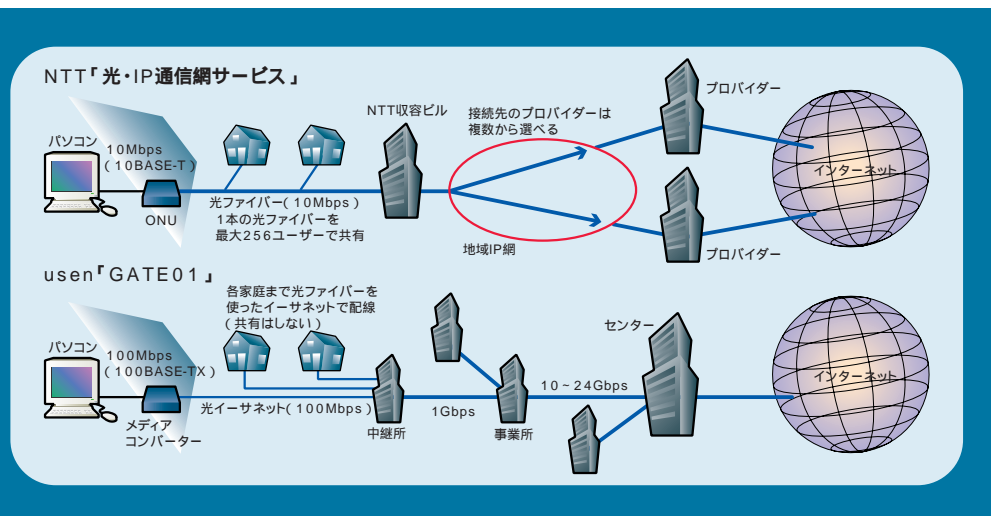 NTT「光・IP通信網サービス」
パソコン
10Mbps
(10BASE-T)
ONU
光ファイバー(10Mbps)
1本の光ファイバーを
最大256ユーザーで共有
NTT収容ビル
接続先のプロバイダーは
複数から選べる
地域IP網
プロバイダー
プロバイダー
インターネット
usen「GATE01」
パソコン
100Mbps
(100BASE-TX)
メディア
コンバーター
各家庭まで光ファイバーを
使ったイーサネットで配線
(共有はしない)
光イーサネット(100Mbps)
中継所
1Gbps
事業所
10~24Gbps
センター
インターネット